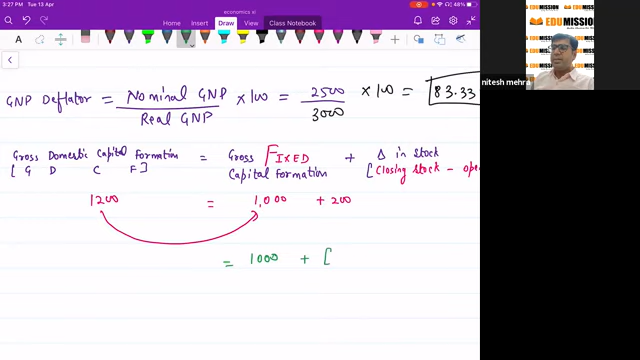 3:27 PM Tue 13 Apr
economics xi
48%
Home Insert Draw View Class Notebook
EDUMISSION
nitesh mehra
GNP Deflator = Nominal GNP / Real GNP × 100 = 2500 / 3000 × 100 = 83.33
Gross Domestic Capital Formation = Gross FIXED Capital Formation + Δ in Stock
[ G D C F ] [Closing Stock - ope
1200 = 1,000 + 200
= 1000 + [